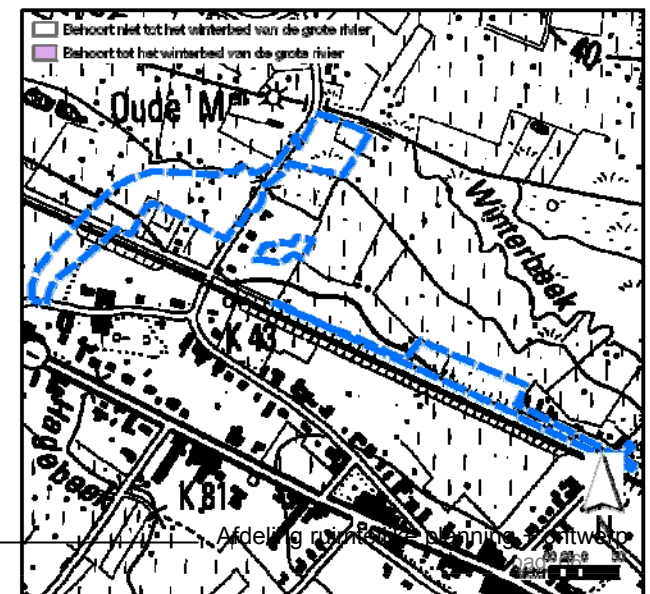 Behoort niet tot het winterbed van de grote rivier
Behoort tot het winterbed van de grote rivier
40
Oude M
Winterbeek
K 43
Hagebeek
K 81
N
Afdeling ruimtelijke planning - ontwerp